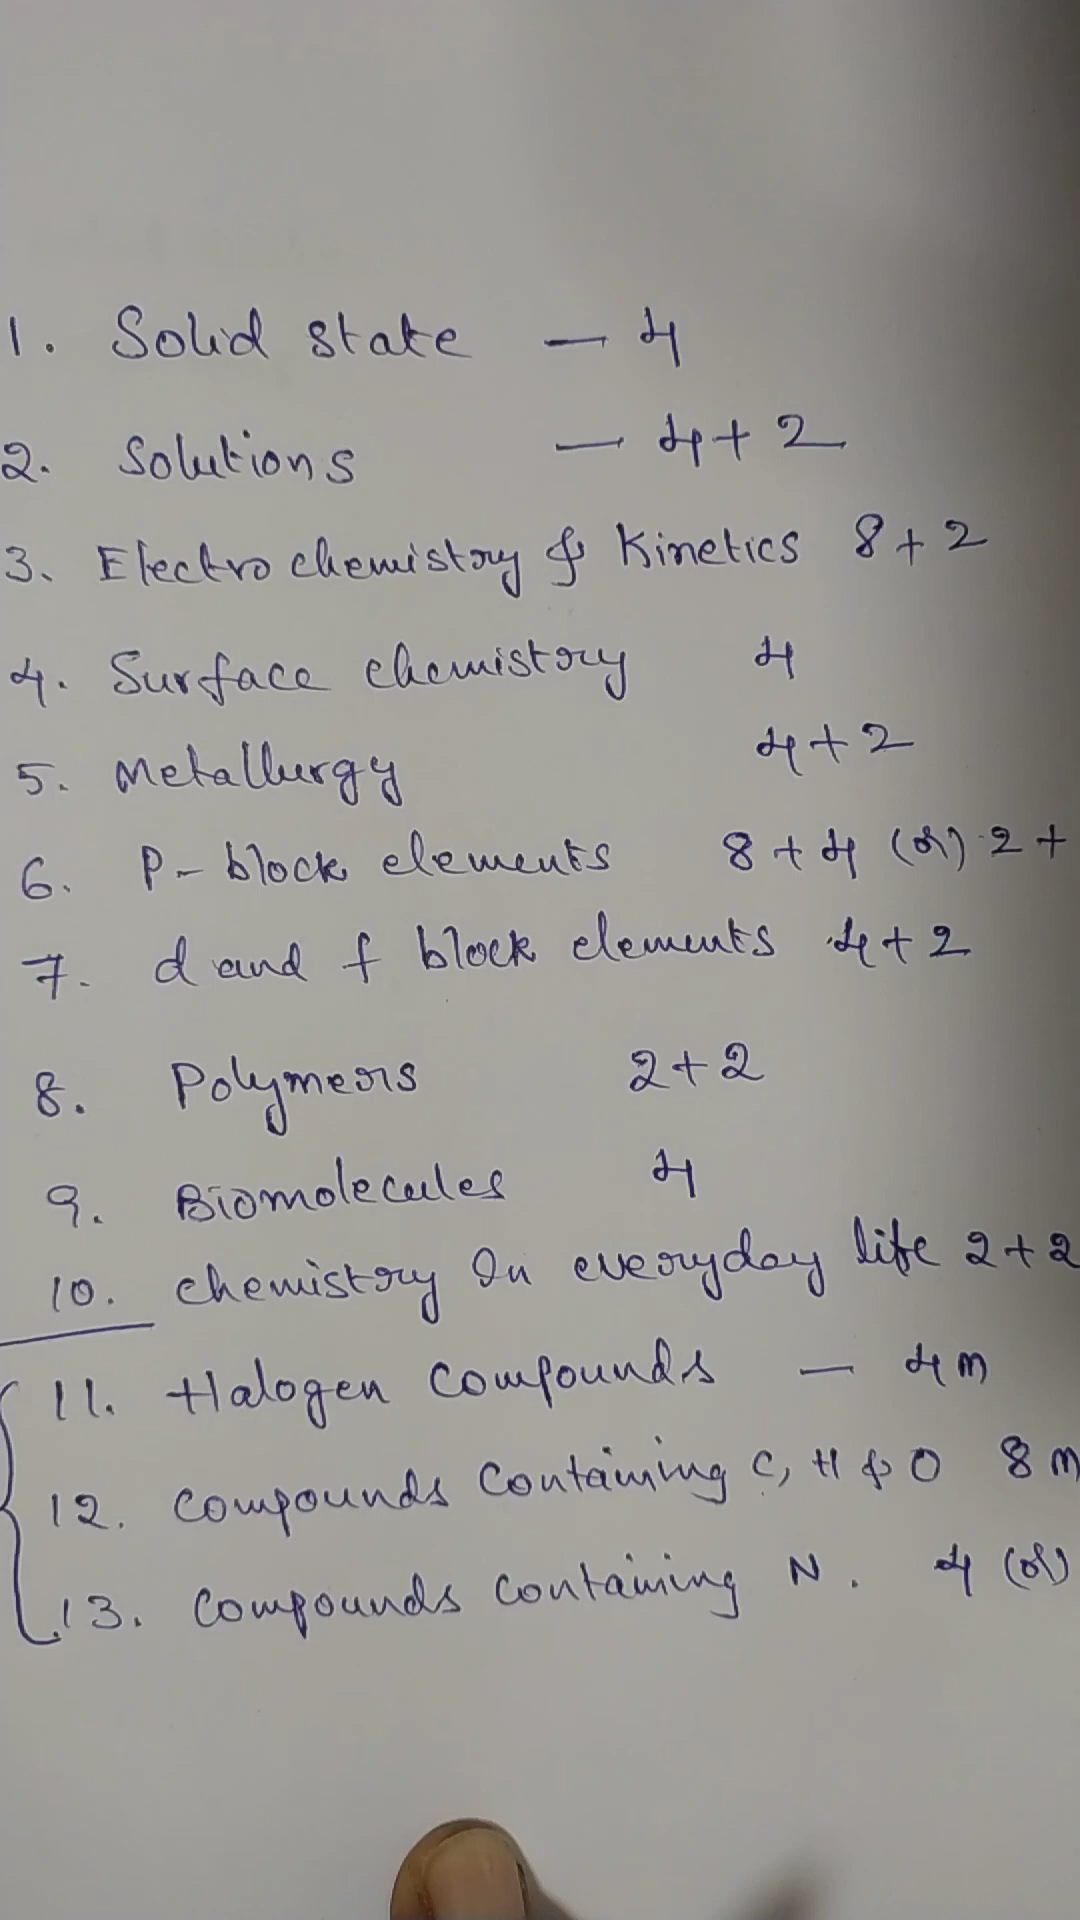 1. Solid state — 4
2. Solutions — 4+2
3. Electro chemistry & Kinetics 8+2
4. Surface chemistry 4
5. Metallurgy 4+2
6. P-block elements 8+4 (or) 2+
7. d and f block elements 4+2
8. Polymers 2+2
9. Biomolecules 4
10. chemistry In everyday life 2+2
11. Halogen compounds — 4m
12. compounds containing C, H & O 8m
13. compounds containing N. 4 (or)